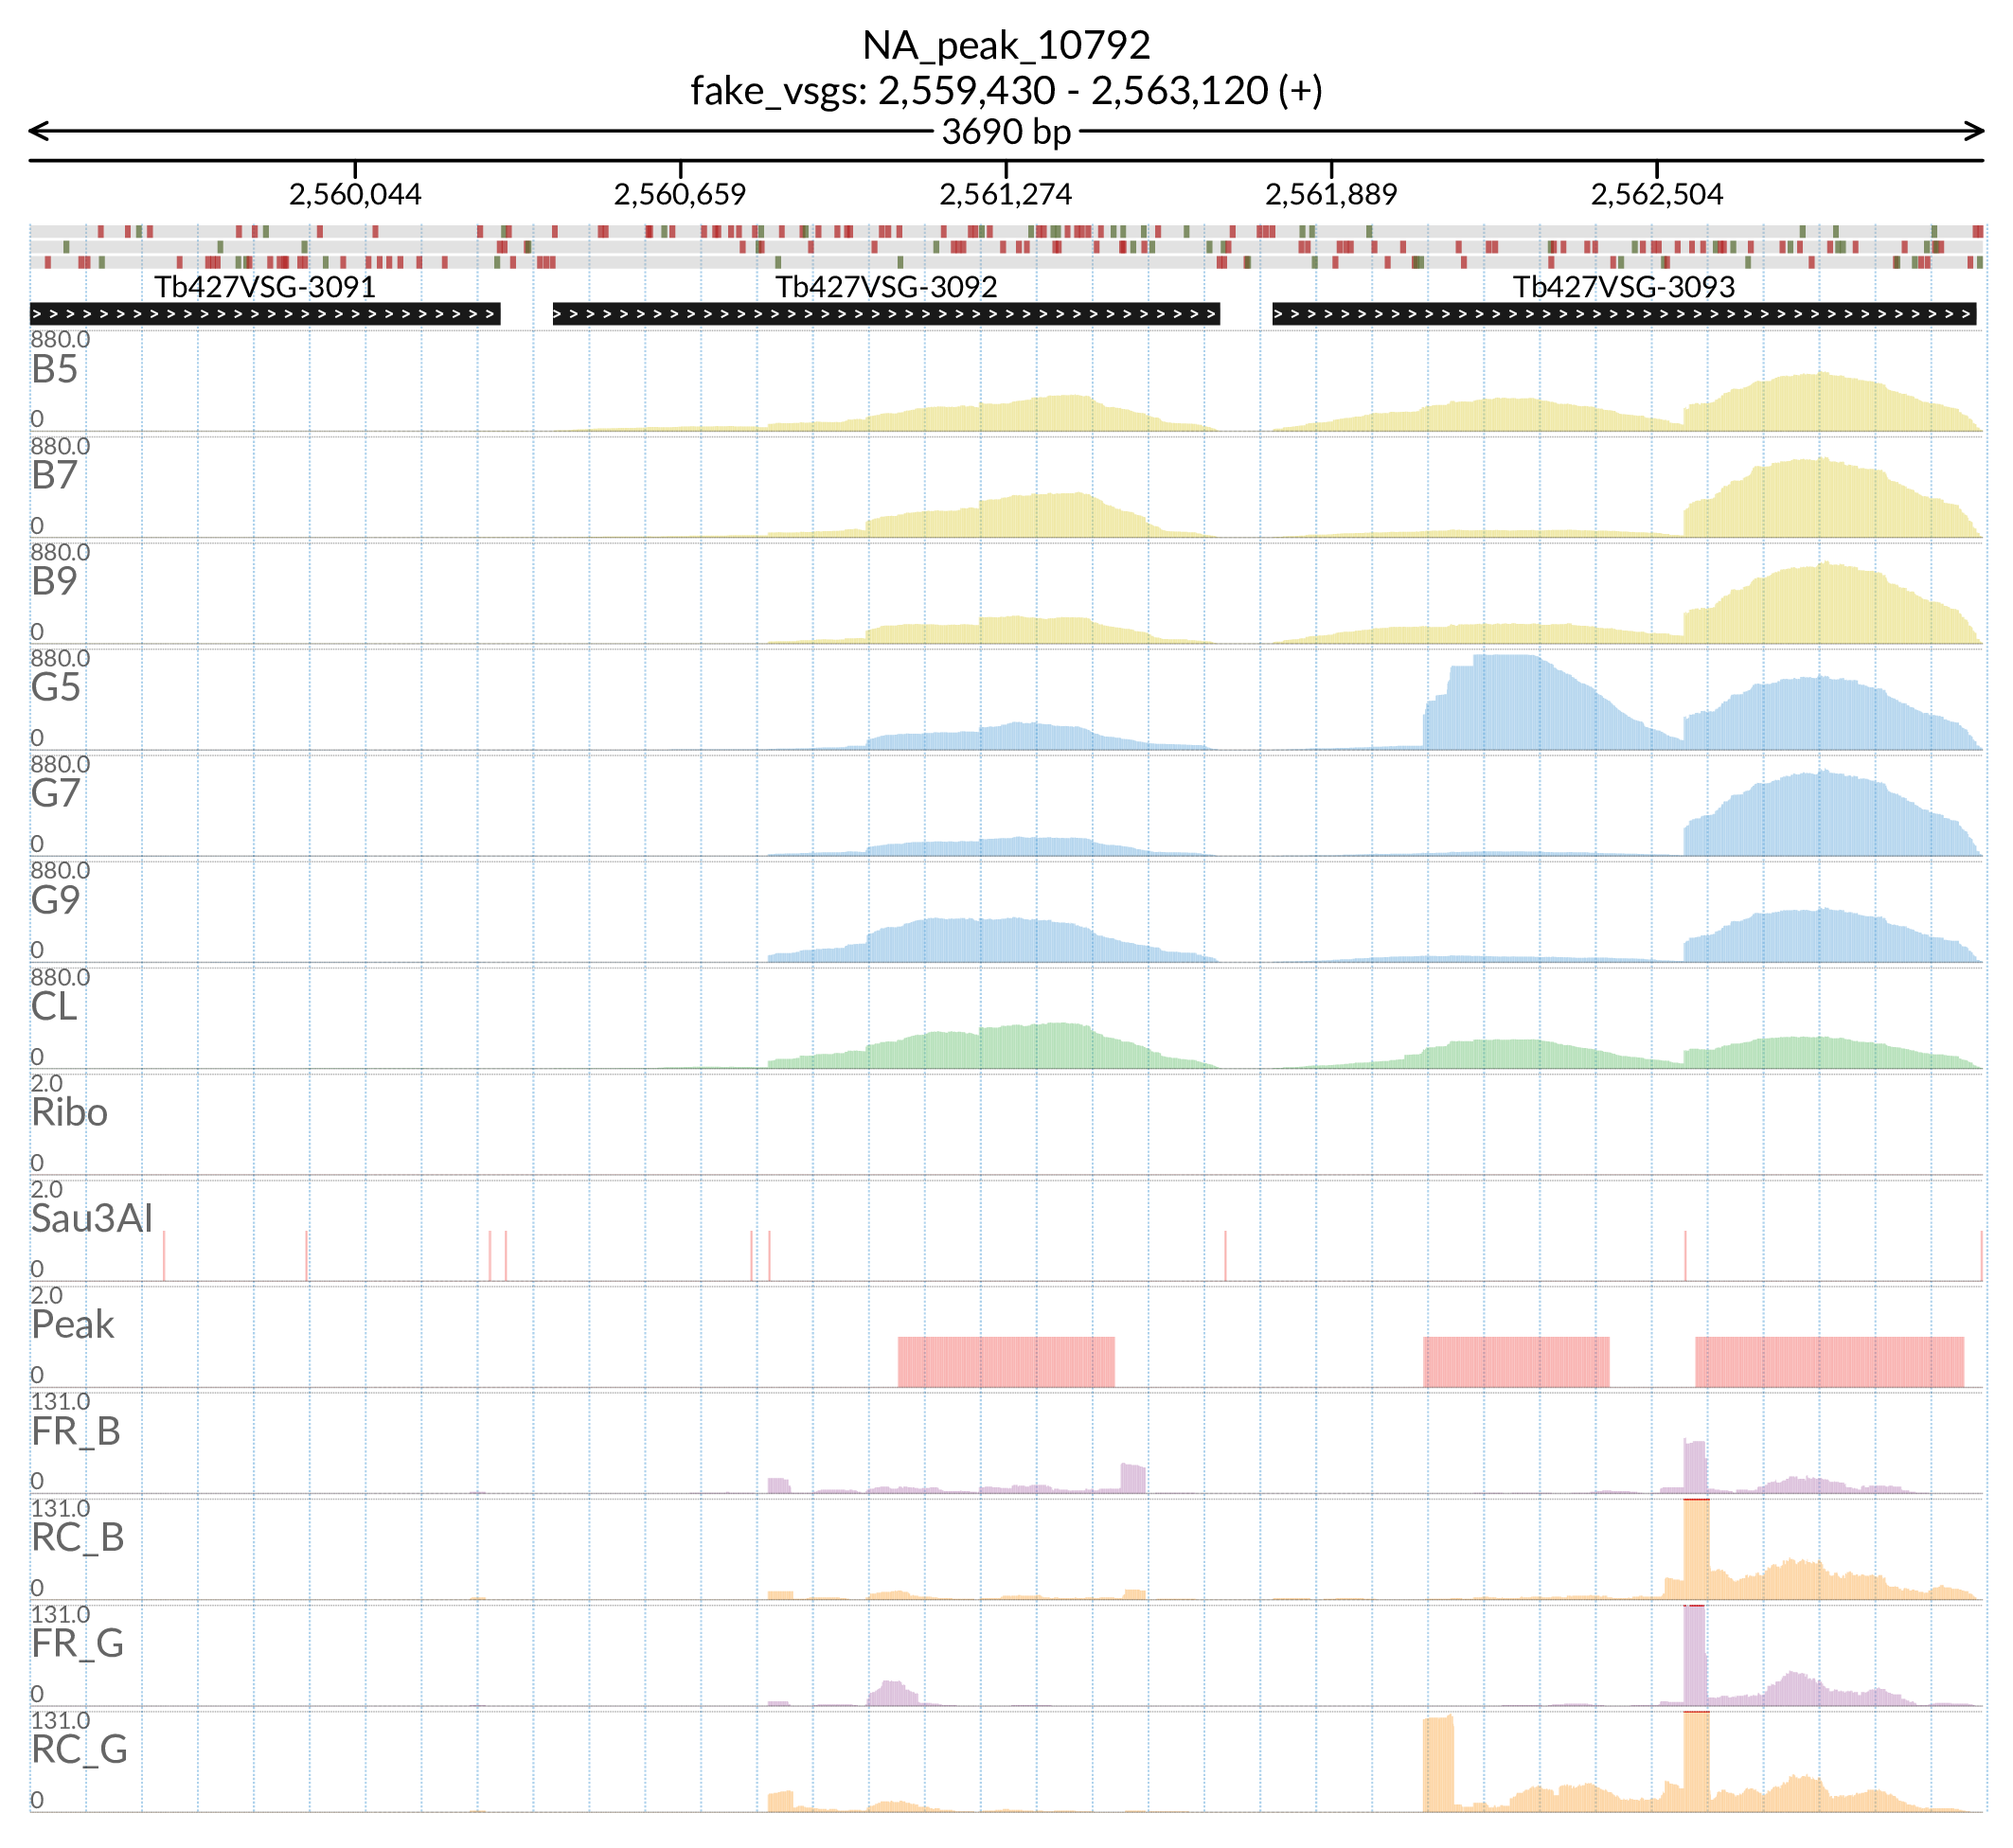 NA_peak_10792
fake_vsgs: 2,559,430 - 2,563,120 (+)
3690 bp
2,560,044 2,560,659 2,561,274 2,561,889 2,562,504
Tb427VSG-3091 Tb427VSG-3092 Tb427VSG-3093
880.0
B5
0
880.0
B7
0
880.0
B9
0
880.0
G5
0
880.0
G7
0
880.0
G9
0
880.0
CL
0
2.0
Ribo
0
2.0
Sau3AI
0
2.0
Peak
0
131.0
FR_B
0
131.0
RC_B
0
131.0
FR_G
0
131.0
RC_G
0